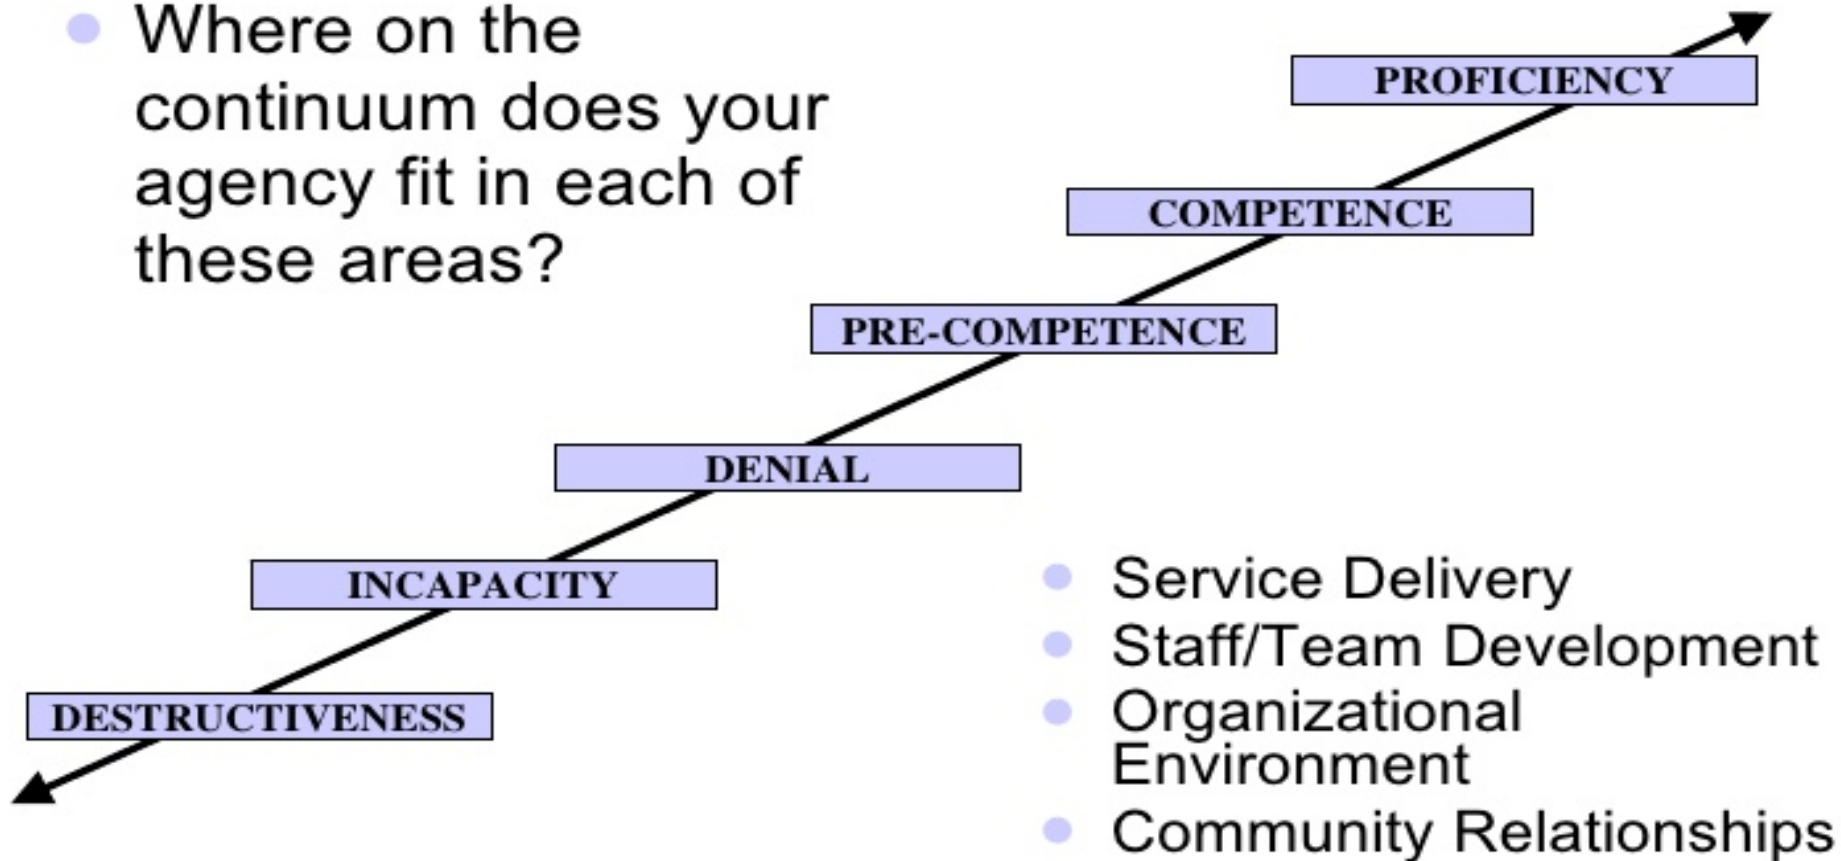 Where on the
continuum does your
agency fit in each of
these areas?
PROFICIENCY
COMPETENCE
PRE-COMPETENCE
DENIAL
INCAPACITY
DESTRUCTIVENESS
Service Delivery
Staff/Team Development
Organizational
Environment
Community Relationships